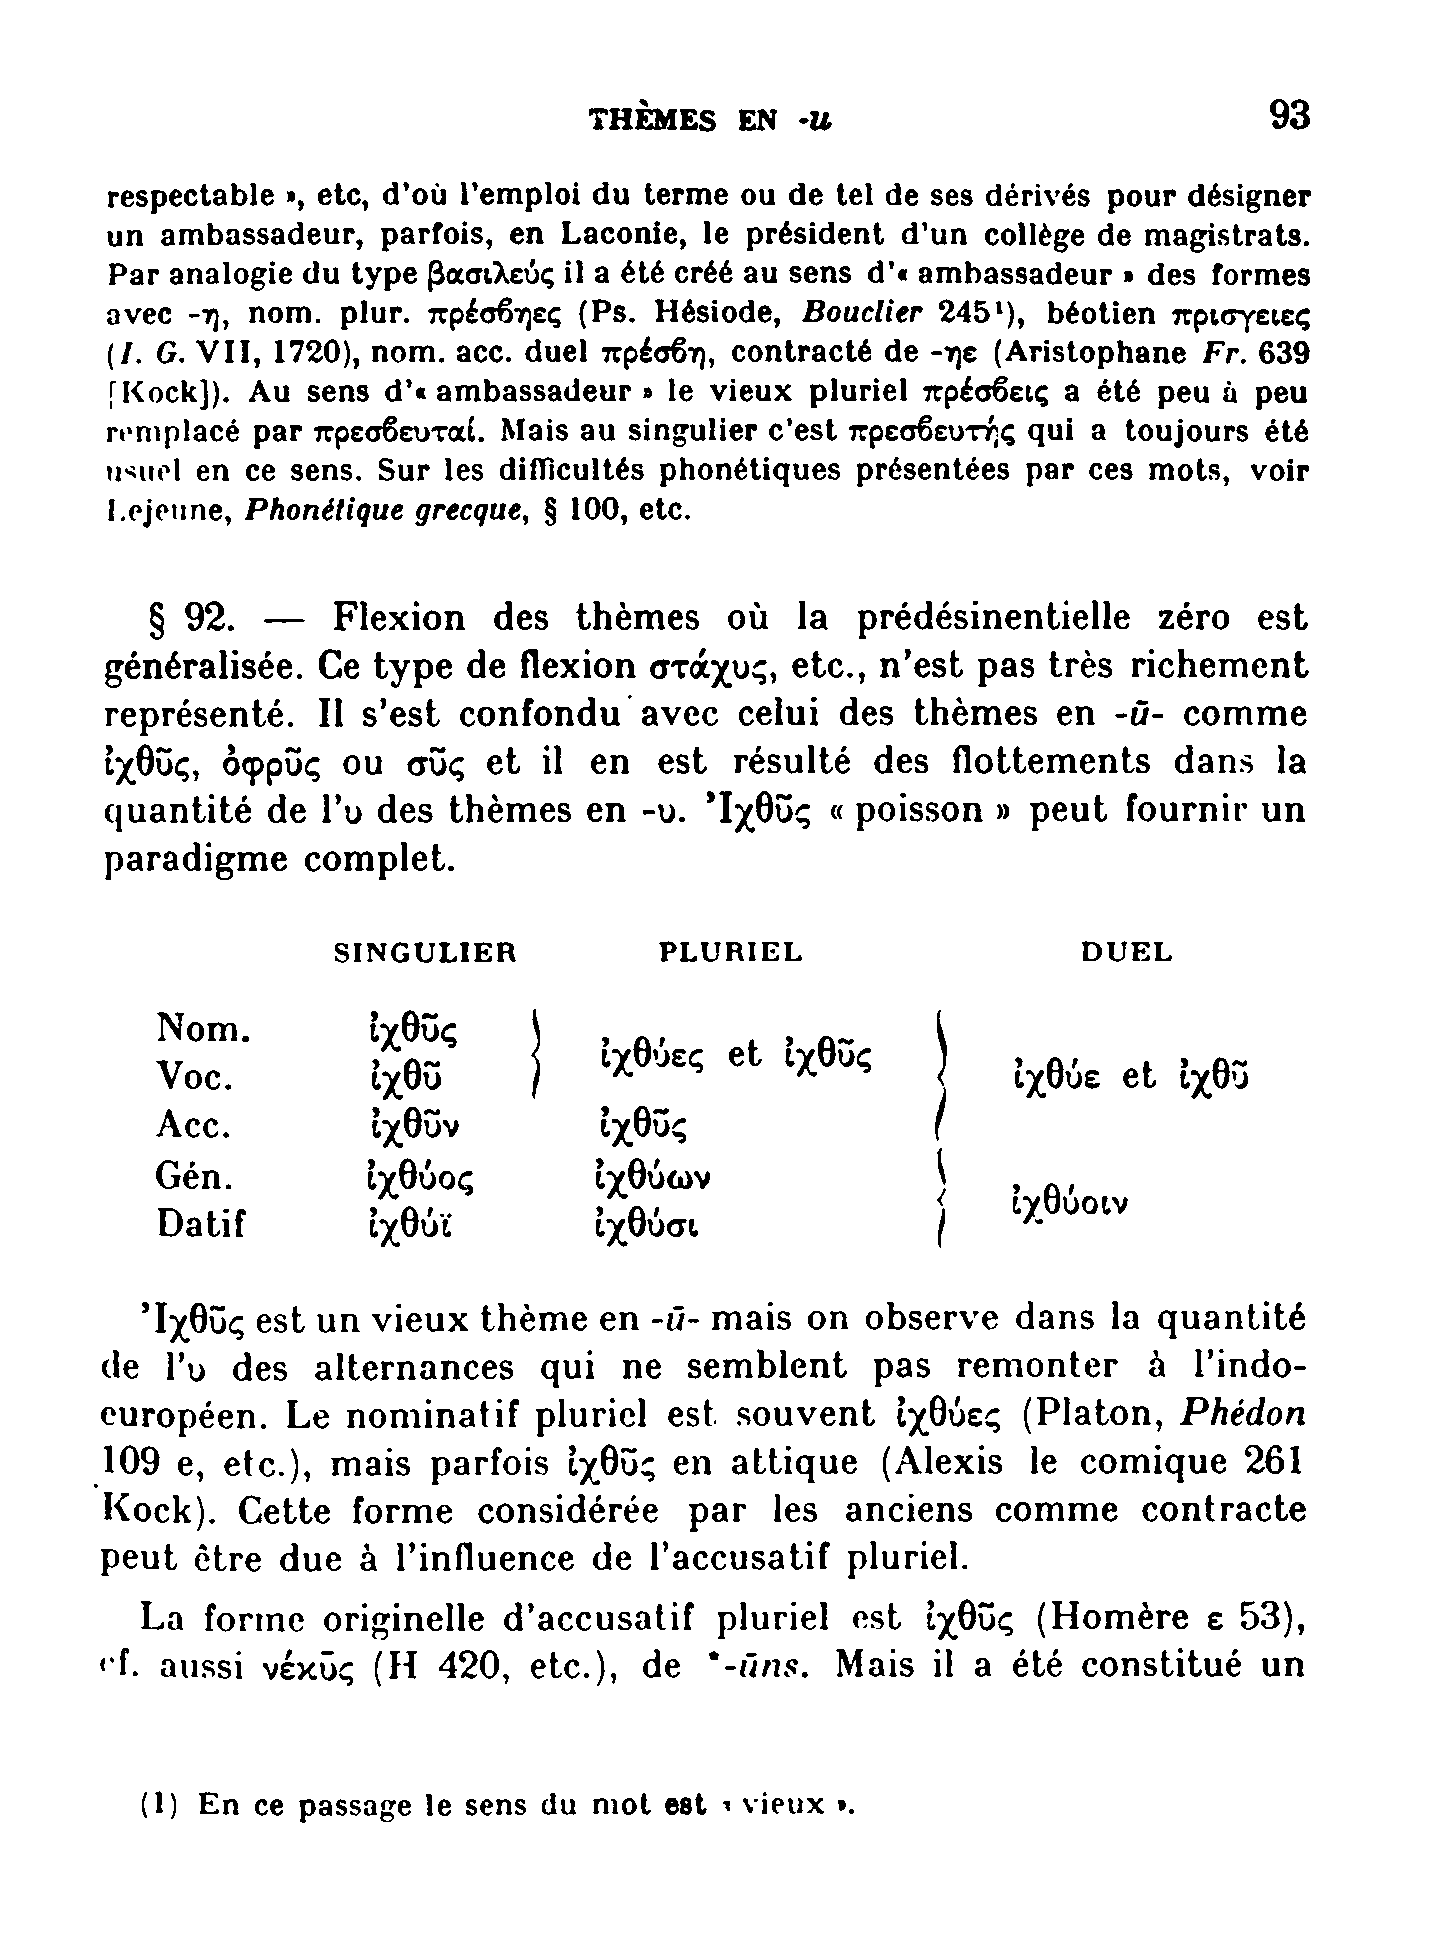 THÈMES EN -u 93
respectable », etc, d'où l'emploi du terme ou de tel de ses dérivés pour désigner
un ambassadeur, parfois, en Laconie, le président d'un collège de magistrats.
Par analogie du type βασιλεύς il a été créé au sens d'« ambassadeur » des formes
avec -η, nom. plur. πρέσϐηες (Ps. Hésiode, Bouclier 245¹), béotien πρισγειες
(I. G. VII, 1720), nom. acc. duel πρέσϐη, contracté de -ηε (Aristophane Fr. 639
[Kock]). Au sens d'« ambassadeur » le vieux pluriel πρέσϐεις a été peu à peu
remplacé par πρεσϐευταί. Mais au singulier c'est πρεσϐευτής qui a toujours été
usuel en ce sens. Sur les difficultés phonétiques présentées par ces mots, voir
Lejeune, Phonétique grecque, § 100, etc.
§ 92. — Flexion des thèmes où la prédésinentielle zéro est
généralisée. Ce type de flexion στάχυς, etc., n'est pas très richement
représenté. Il s'est confondu avec celui des thèmes en -ū- comme
ἰχθῦς, ὀφρῦς ou σῦς et il en est résulté des flottements dans la
quantité de l'υ des thèmes en -υ. Ἰχθῦς « poisson » peut fournir un
paradigme complet.
SINGULIER PLURIEL DUEL
Nom. ἰχθῦς
ἰχθύες et ἰχθῦς
Voc. ἰχθῦ ἰχθύε et ἰχθῦ
Acc. ἰχθῦν ἰχθῦς
Gén. ἰχθύος ἰχθύων
ἰχθύοιν
Datif ἰχθύϊ ἰχθύσι
Ἰχθῦς est un vieux thème en -ū- mais on observe dans la quantité
de l'υ des alternances qui ne semblent pas remonter à l'indo-
européen. Le nominatif pluriel est souvent ἰχθύες (Platon, Phédon
109 e, etc.), mais parfois ἰχθῦς en attique (Alexis le comique 261
Kock). Cette forme considérée par les anciens comme contracte
peut être due à l'influence de l'accusatif pluriel.
La forme originelle d'accusatif pluriel est ἰχθῦς (Homère ε 53),
cf. aussi νέκῡς (H 420, etc.), de *-ūns. Mais il a été constitué un
(1) En ce passage le sens du mot est « vieux ».